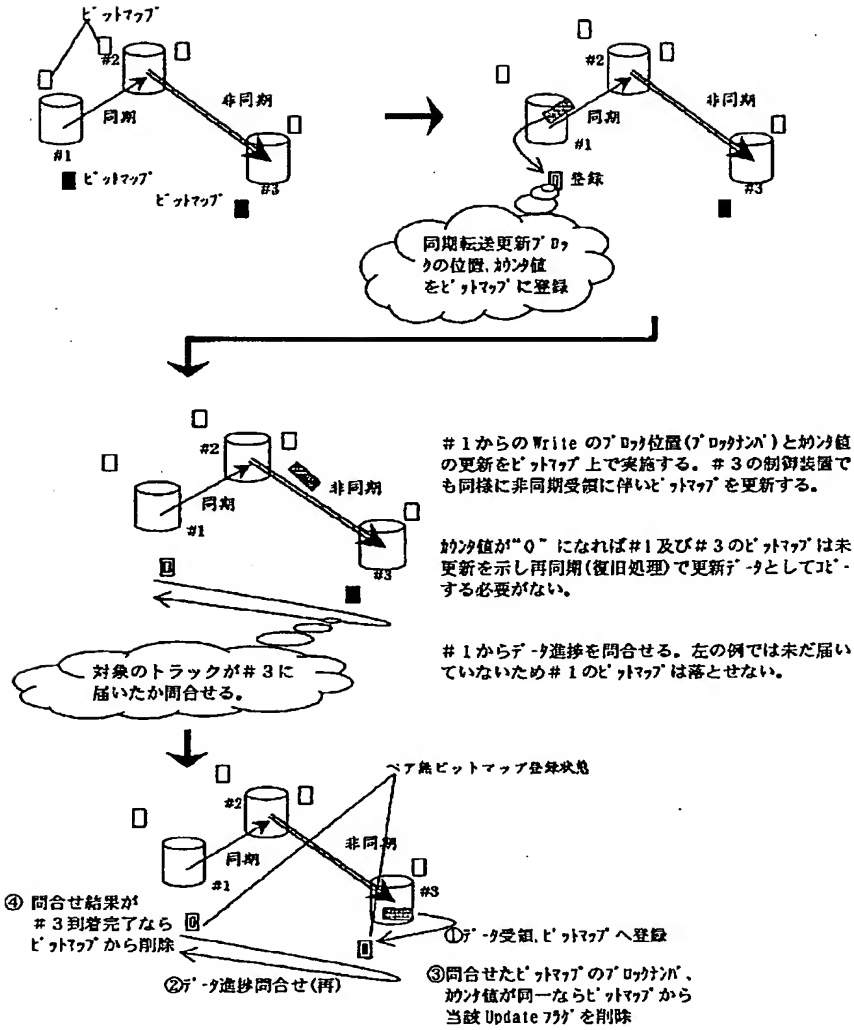 ビットマップ
#2
非同期
同期
#1
#3
ビットマップ
ビットマップ
#2
非同期
同期
#1
#3
登録
同期転送更新ブロッ
クの位置,カウンタ値
をビットマップに登録
#2
非同期
同期
#1
#3
対象のトラックが#3に
届いたか問合せる。
#1からの Write のブロック位置(ブロックナンバ)とカウンタ値
の更新をビットマップ上で実施する。#3の制御装置で
も同様に非同期受領に伴いビットマップを更新する。
カウンタ値が“0”になれば#1及び#3のビットマップは未
更新を示し再同期(復旧処理)で更新データとしてコピー
する必要がない。
#1からデータ進捗を問合せる。左の例では未だ届い
ていないため#1のビットマップは落とせない。
ペア無ビットマップ登録状態
#2
非同期
同期
#1
#3
④ 問合せ結果が
#3到着完了なら
ビットマップから削除
①データ受領,ビットマップへ登録
②データ進捗問合せ(再)
③問合せたビットマップのブロックナンバ、
カウンタ値が同一ならビットマップから
当該 Update フラグを削除